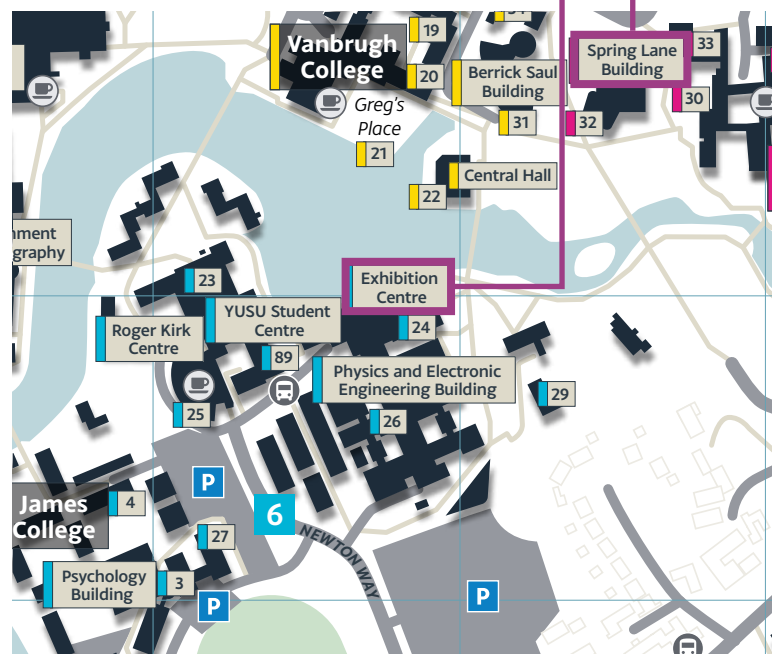 19
Vanbrugh
College
20
Greg's
Place
21
Berrick Saul
Building
31
Spring Lane
Building
33
30
32
Central Hall
22
nment
graphy
23
Exhibition
Centre
24
YUSU Student
Centre
Roger Kirk
Centre
89
Physics and Electronic
Engineering Building
25
26
29
P
James
College
4
6
NEWTON WAY
27
Psychology
Building
3
P
P